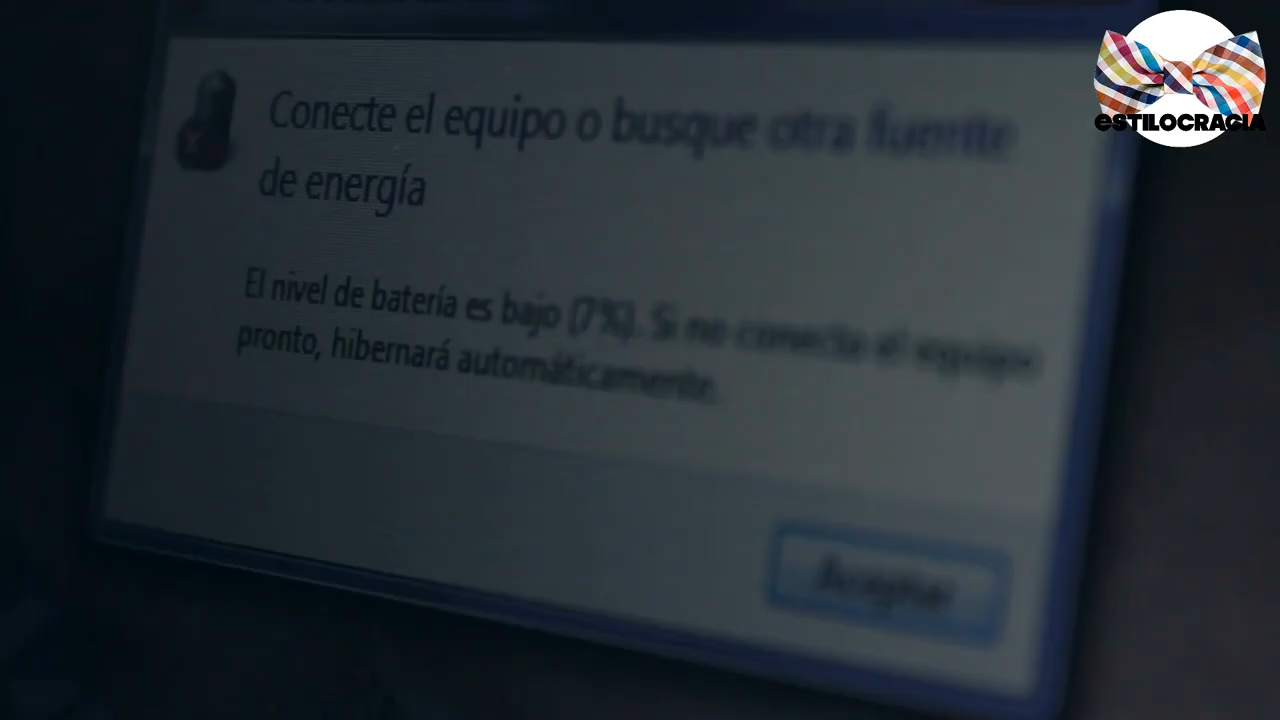 Conecte el equipo o busque otra fuente
de energía
El nivel de batería es bajo (7%). Si no conecta el equipo
pronto, hibernará automáticamente.
Aceptar
eSTILOCRACIA